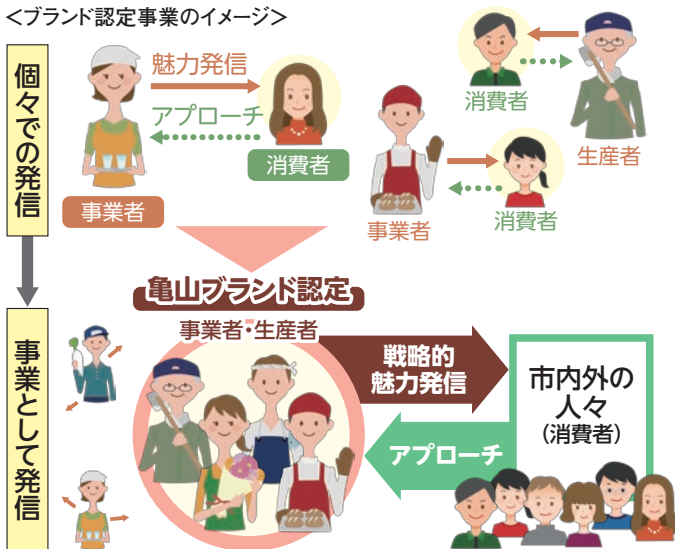 ＜ブランド認定事業のイメージ＞
個々での発信
魅力発信
アプローチ
事業者
消費者
消費者
生産者
事業者
消費者
亀山ブランド認定
事業者・生産者
事業として発信
戦略的
魅力発信
アプローチ
市内外の
人々
（消費者）